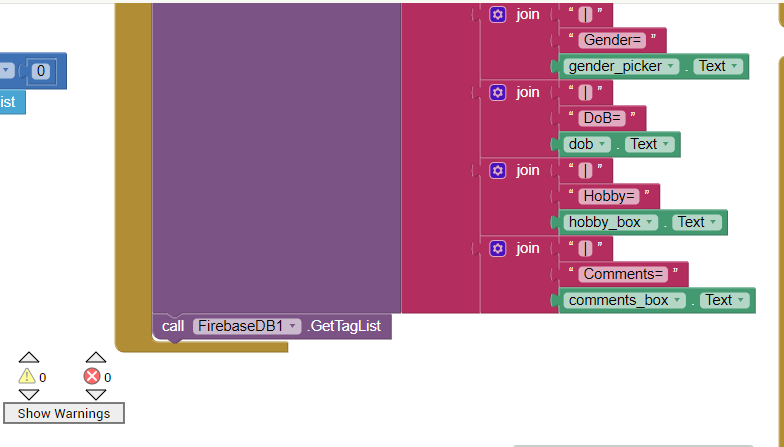 join " | "
" Gender= "
0
gender_picker . Text
join " | "
ist
" DoB= "
dob . Text
join " | "
" Hobby= "
hobby_box . Text
join " | "
" Comments= "
comments_box . Text
call FirebaseDB1 .GetTagList
0 0
Show Warnings